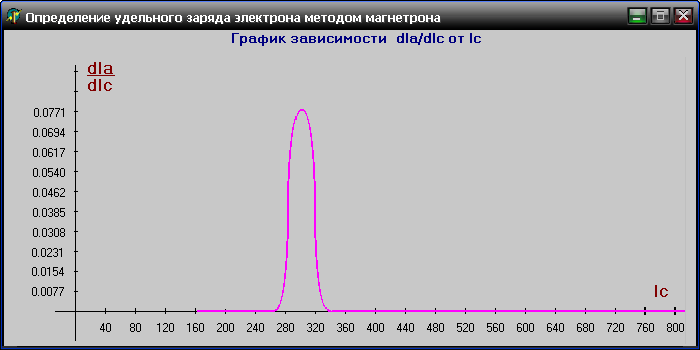 Определение удельного заряда электрона методом магнетрона
График зависимости dIa/dIc от Ic
dIa
dIc
0.0771
0.0694
0.0617
0.0540
0.0462
0.0385
0.0308
0.0231
0.0154
0.0077
Ic
40 80 120 160 200 240 280 320 360 400 440 480 520 560 600 640 680 720 760 800